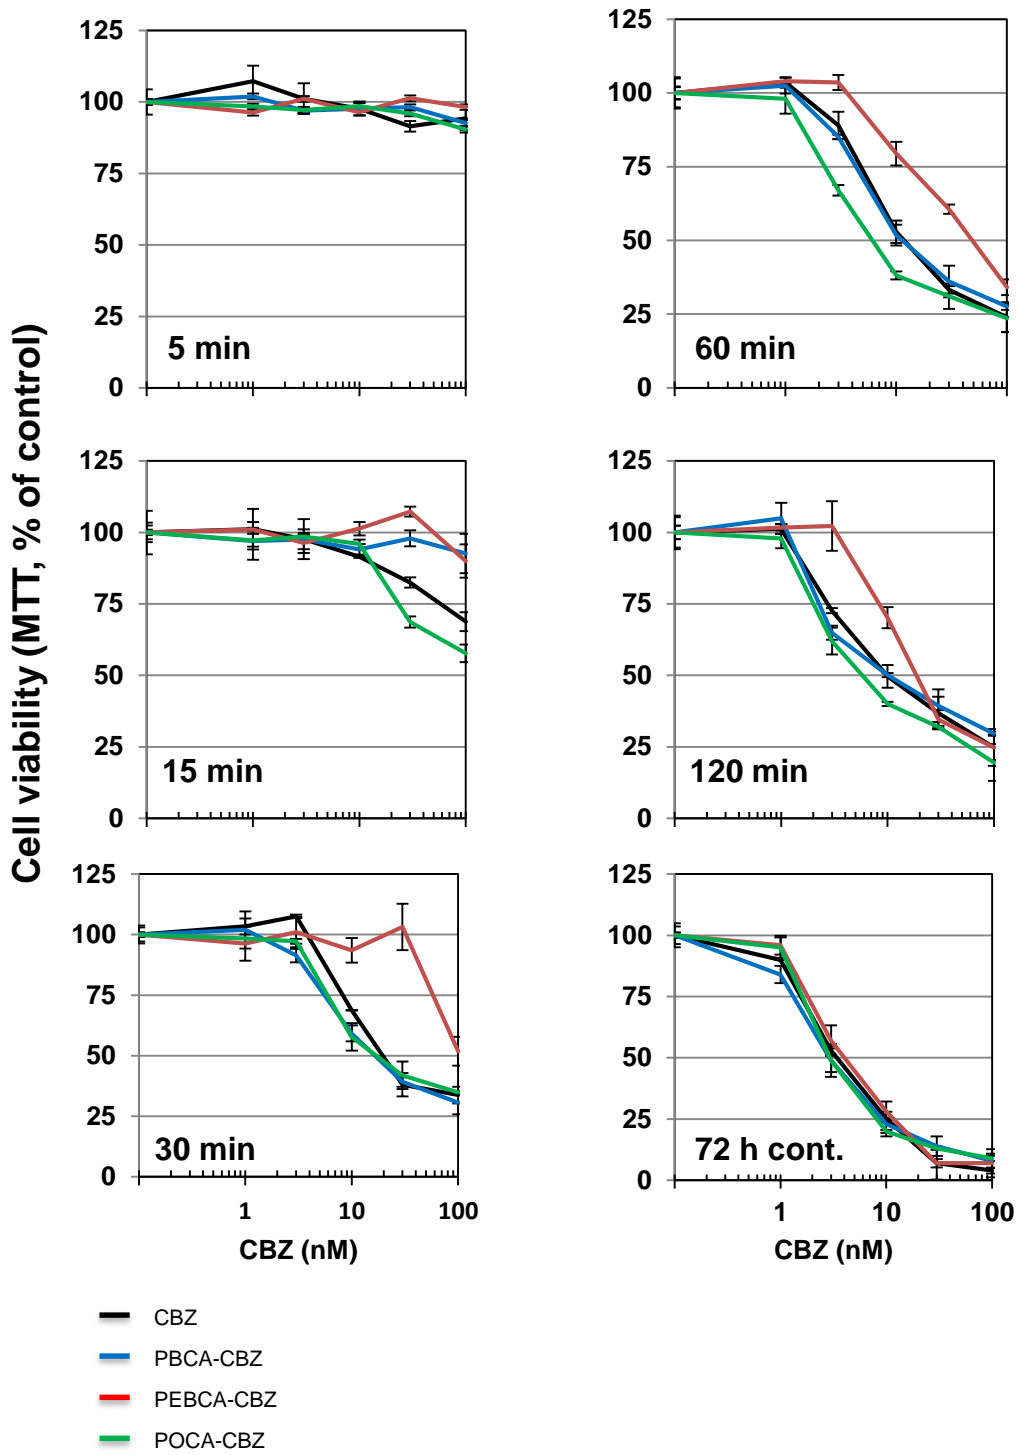 Cell viability (MTT, % of control)
125
100
75
50
25
0
5 min
125
100
75
50
25
0
60 min
125
100
75
50
25
0
15 min
125
100
75
50
25
0
120 min
125
100
75
50
25
0
30 min
1 10 100
CBZ (nM)
125
100
75
50
25
0
72 h cont.
1 10 100
CBZ (nM)
CBZ
PBCA-CBZ
PEBCA-CBZ
POCA-CBZ